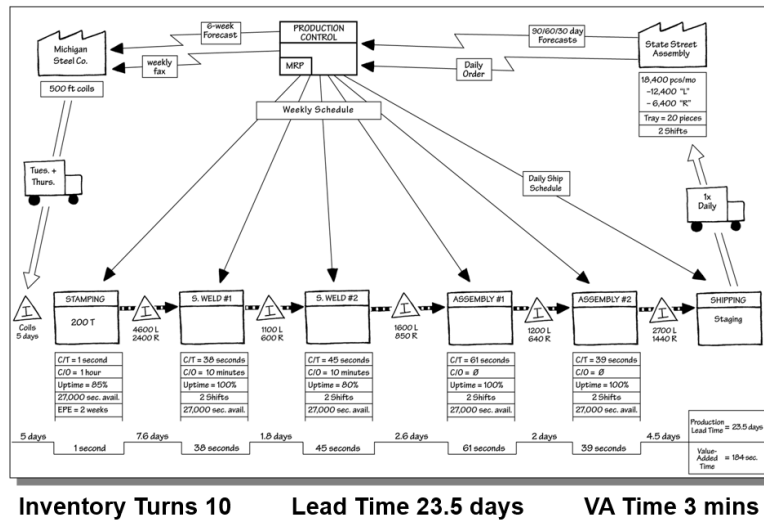 Michigan
Steel Co.
500 ft coils
6-week
Forecast
weekly
fax
PRODUCTION
CONTROL
MRP
90/60/30 day
Forecasts
Daily
Order
State Street
Assembly
18,400 pcs/mo
-12,400 "L"
-6,400 "R"
Tray = 20 pieces
2 Shifts
Weekly Schedule
Tues. +
Thurs.
Daily Ship
Schedule
1x
Daily
I
Coils
5 days
STAMPING
200 T
C/T = 1 second
C/O = 1 hour
Uptime = 85%
27,000 sec. avail.
EPE = 2 weeks
I
4600 L
2400 R
S. WELD #1
C/T = 38 seconds
C/O = 10 minutes
Uptime = 100%
2 Shifts
27,000 sec. avail.
I
1100 L
600 R
S. WELD #2
C/T = 45 seconds
C/O = 10 minutes
Uptime = 80%
2 Shifts
27,000 sec. avail.
I
1600 L
850 R
ASSEMBLY #1
C/T = 61 seconds
C/O = Ø
Uptime = 100%
2 Shifts
27,000 sec avail.
I
1200 L
640 R
ASSEMBLY #2
C/T = 39 seconds
C/O = Ø
Uptime = 100%
2 Shifts
27,000 sec avail.
I
2700 L
1440 R
SHIPPING
Staging
5 days
1 second
7.6 days
38 seconds
1.8 days
45 seconds
2.6 days
61 seconds
2 days
39 seconds
4.5 days
Production
Lead Time = 23.5 days
Value-
Added = 184 sec.
Time
Inventory Turns 10 Lead Time 23.5 days VA Time 3 mins